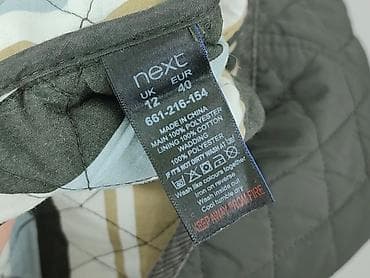 next
UK EUR
12 40
661-216-154
MADE IN CHINA
MAIN 100% POLYESTER
LINING 100% COTTON
WADDING
100% POLYESTER
IF IT'S NOT DIRTY WASH AT
Wash like colours together
Iron reverse
Wash inside out
Cool tumble dry
KEEP AWAY FROM FIRE